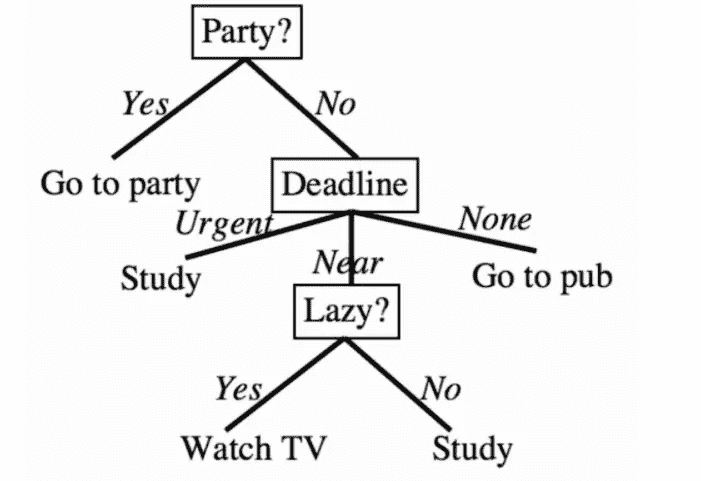 Party?
Yes
No
Go to party
Deadline
Urgent
Near
None
Study
Go to pub
Lazy?
Yes
No
Watch TV
Study